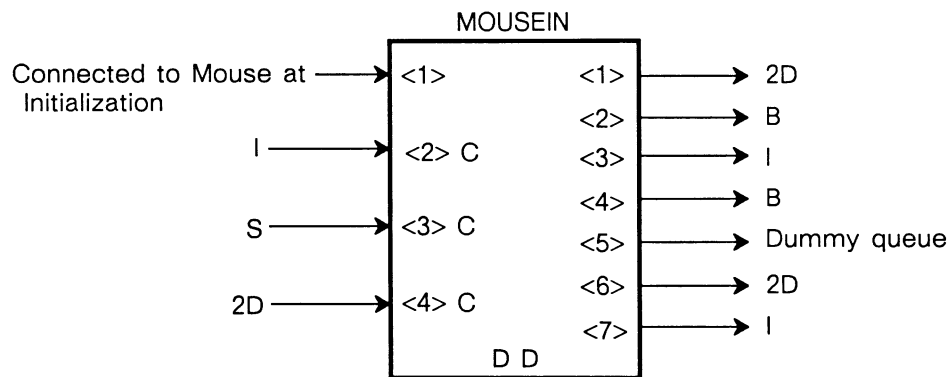 MOUSEIN
Connected to Mouse at
Initialization
<1>
I
<2> C
S
<3> C
2D
<4> C
<1>
2D
<2>
B
<3>
I
<4>
B
<5>
Dummy queue
<6>
2D
<7>
I
D D